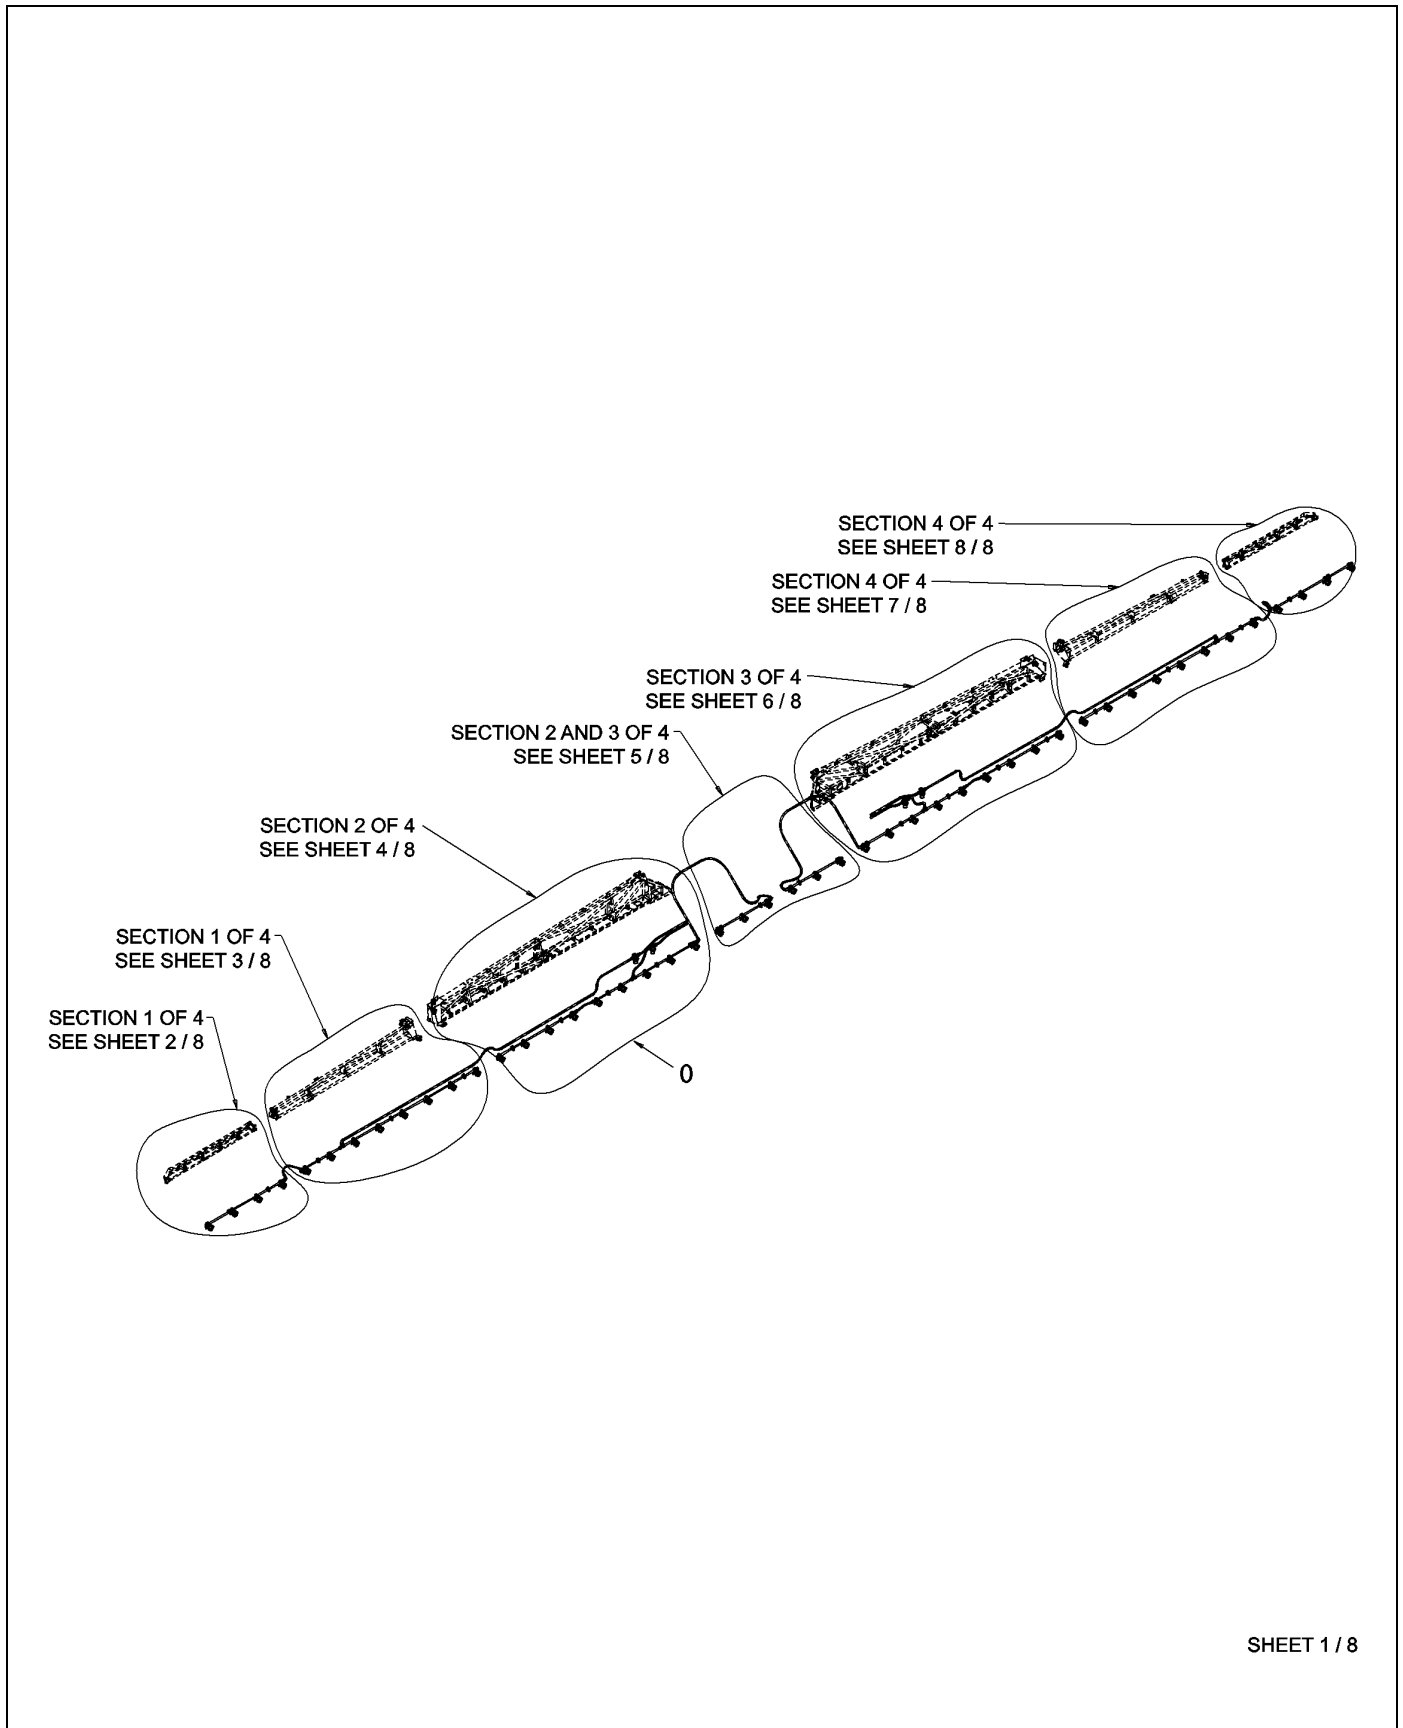 SECTION 4 OF 4
SEE SHEET 8 / 8
SECTION 4 OF 4
SEE SHEET 7 / 8
SECTION 3 OF 4
SEE SHEET 6 / 8
SECTION 2 AND 3 OF 4
SEE SHEET 5 / 8
SECTION 2 OF 4
SEE SHEET 4 / 8
SECTION 1 OF 4
SEE SHEET 3 / 8
SECTION 1 OF 4
SEE SHEET 2 / 8
0
SHEET 1 / 8